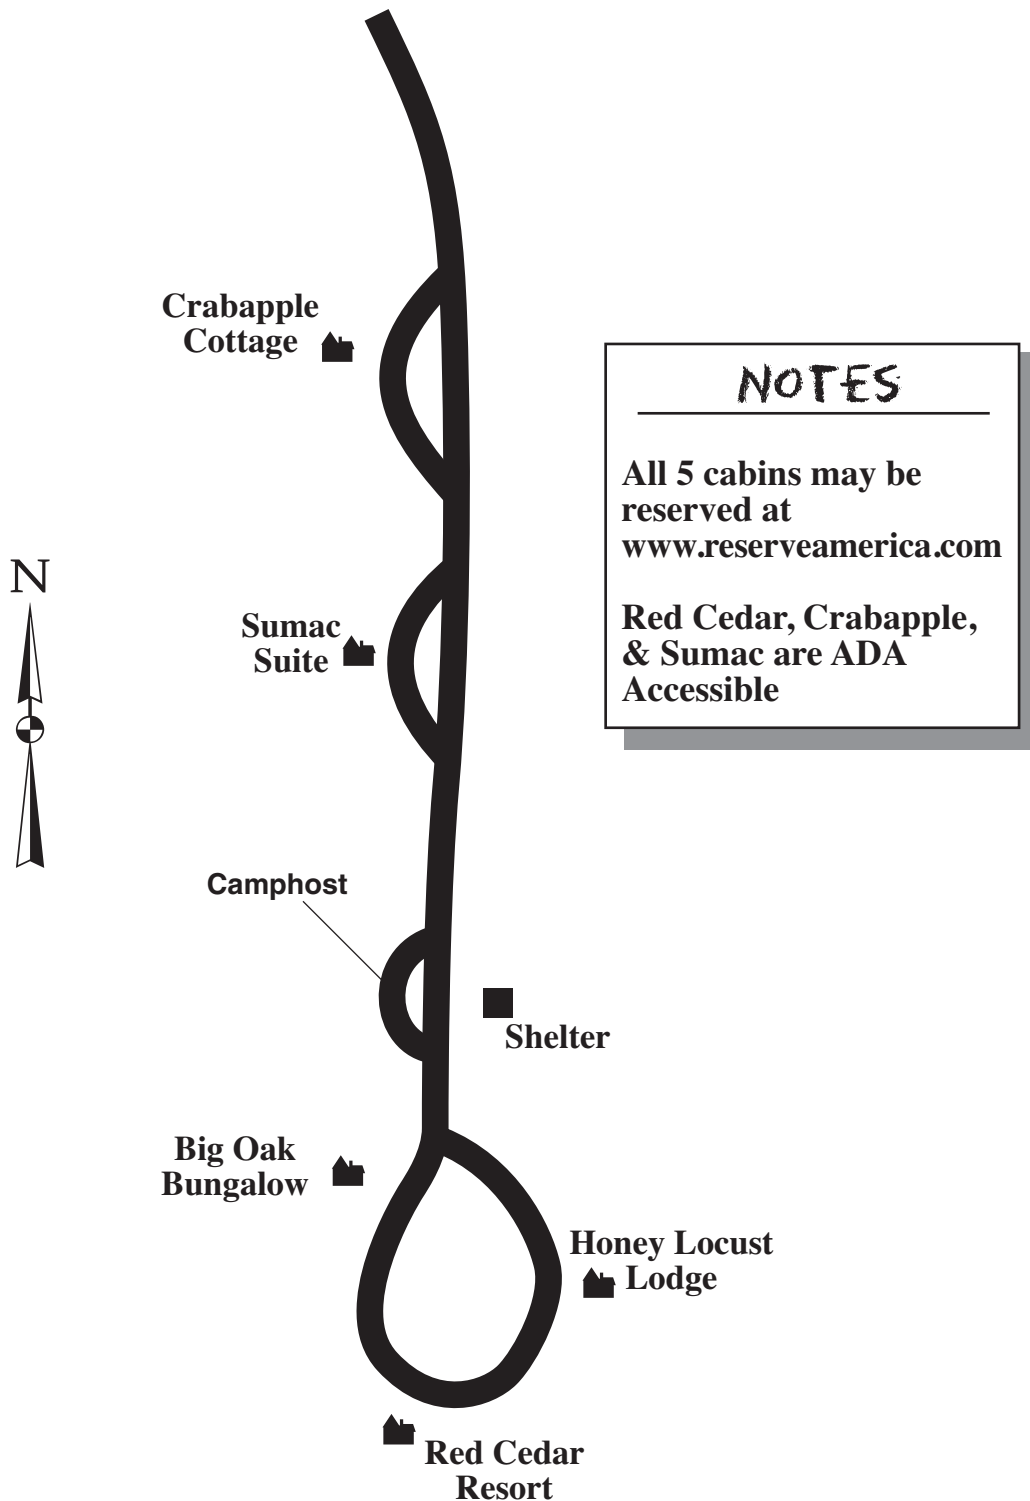 Crabapple
Cottage
NOTES
All 5 cabins may be
reserved at
www.reserveamerica.com
Red Cedar, Crabapple,
& Sumac are ADA
Accessible
N
Sumac
Suite
Camphost
Shelter
Big Oak
Bungalow
Honey Locust
Lodge
Red Cedar
Resort